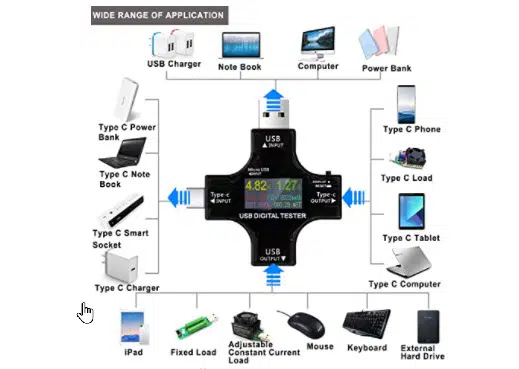 WIDE RANGE OF APPLICATION
USB Charger
Note Book
Computer
Power Bank
Type C Power
Bank
Type C Note
Book
Type C Smart
Socket
Type C Charger
USB
▲INPUT
Micro USB
Type-c
◀INPUT
4.82
1.27
Type-c
OUTPUT▶
USB DIGITAL TESTER
USB
OUTPUT▼
Type C Phone
Type C Load
Type C Tablet
Type C Computer
iPad
Fixed Load
Adjustable
Constant Current
Load
Mouse
Keyboard
External
Hard Drive